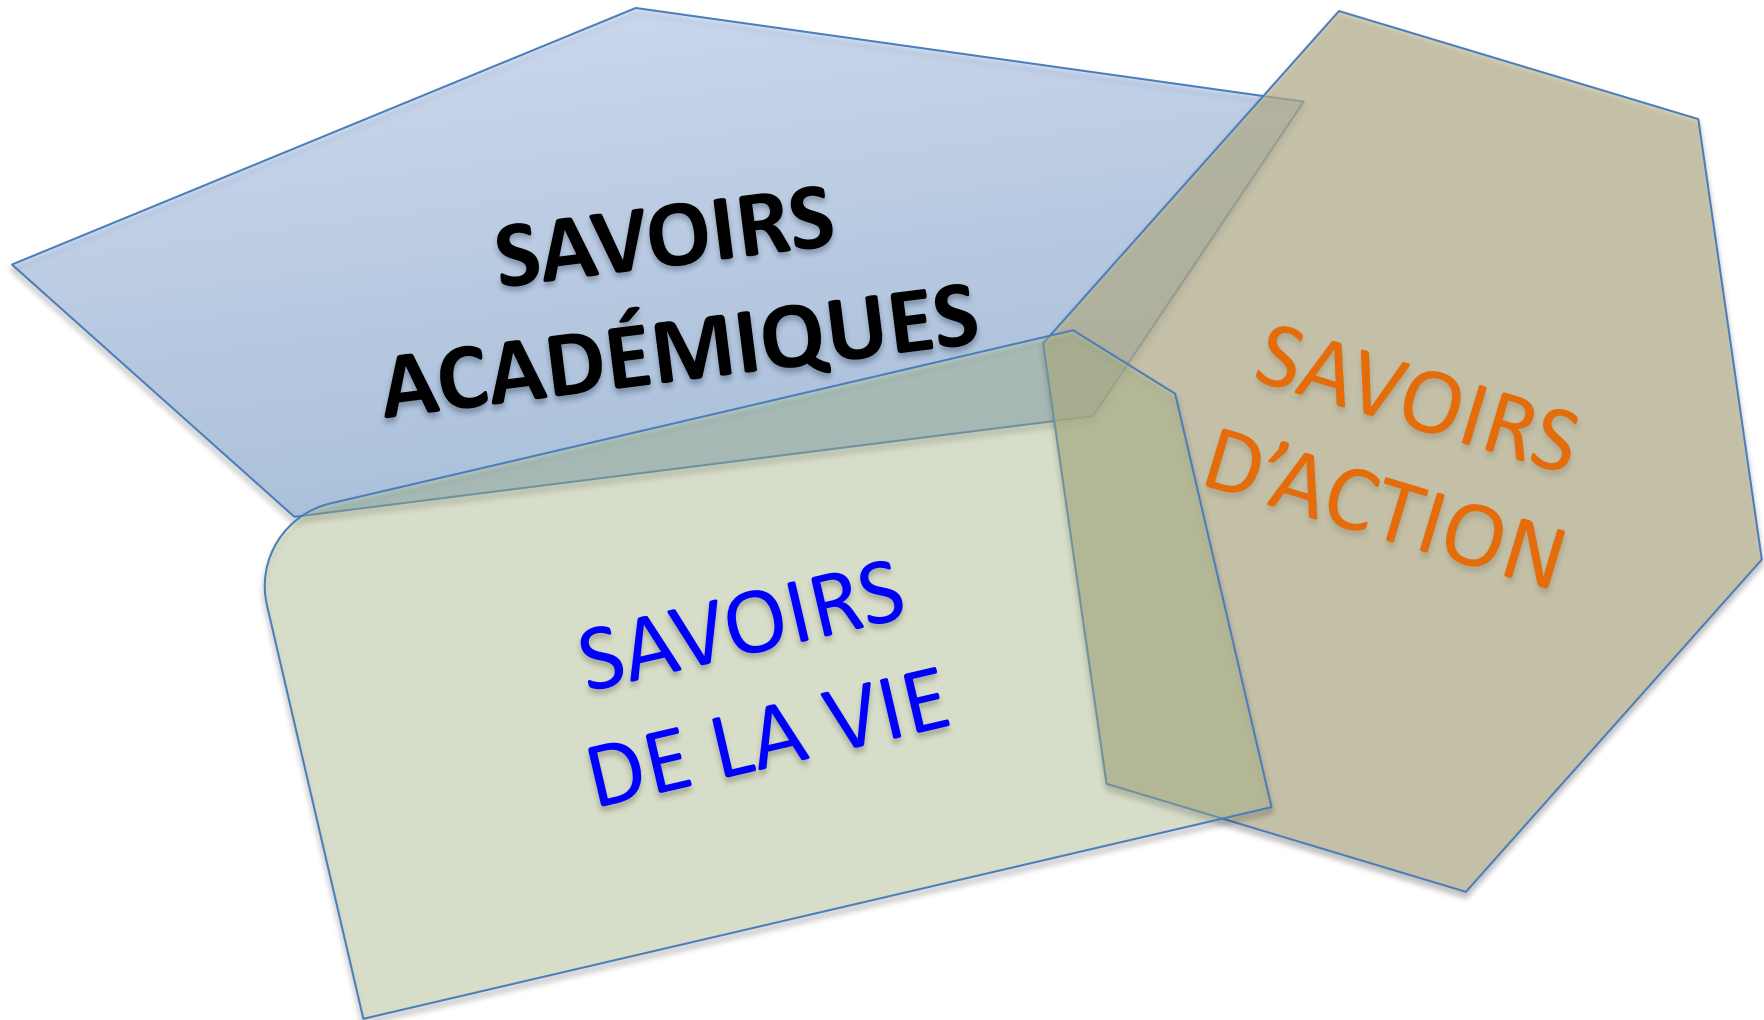 SAVOIRS
ACADÉMIQUES
SAVOIRS
D’ACTION
SAVOIRS
DE LA VIE